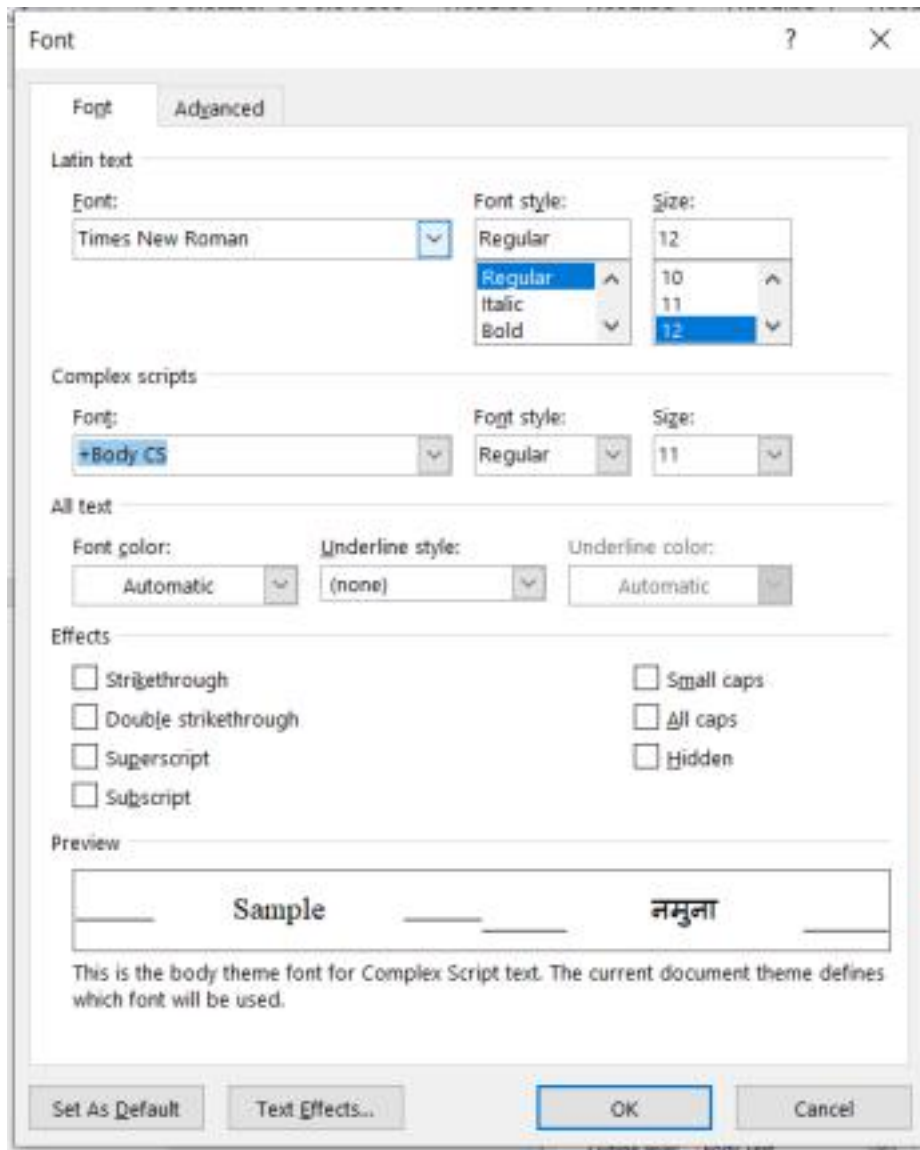 Font ?
Font Advanced
Latin text
Font: Font style: Size:
Times New Roman Regular 12
Regular 10
Italic 11
Bold 12
Complex scripts
Font: Font style: Size:
+Body CS Regular 11
All text
Font color: Underline style: Underline color:
Automatic (none) Automatic
Effects
Strikethrough Small caps
Double strikethrough All caps
Superscript Hidden
Subscript
Preview
Sample नमुना
This is the body theme font for Complex Script text. The current document theme defines
which font will be used.
Set As Default Text Effects... OK Cancel